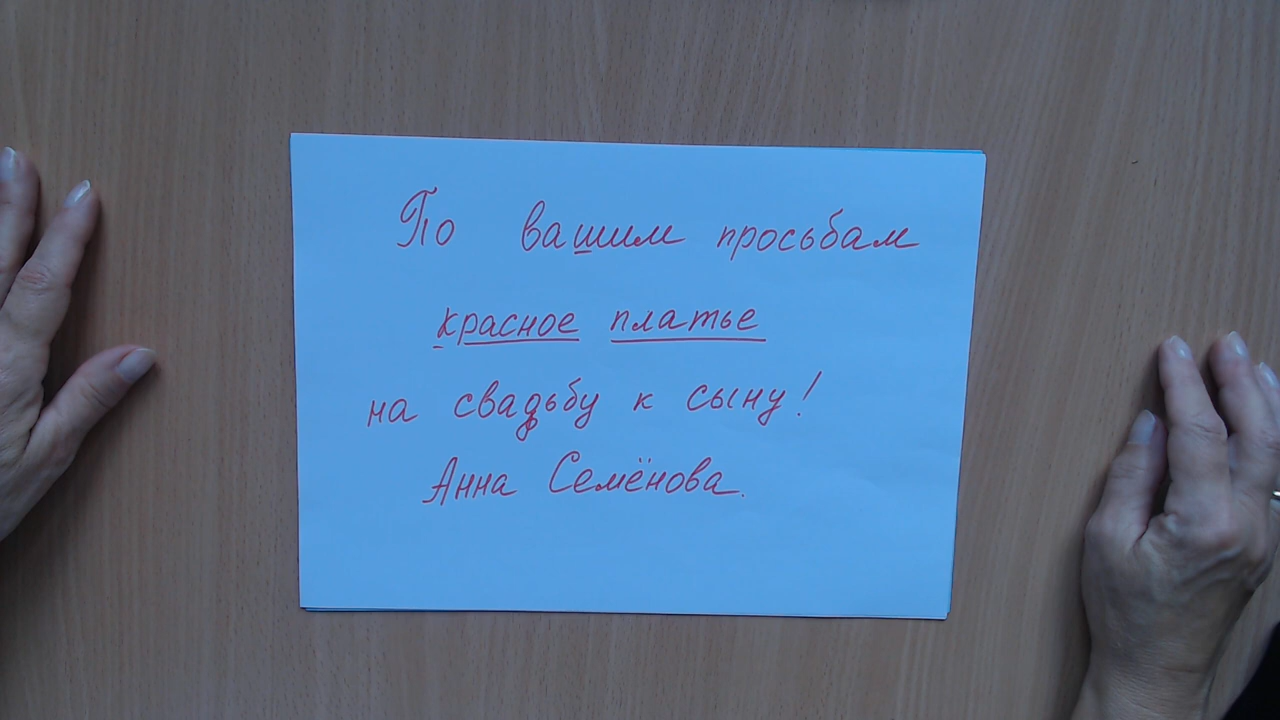 По вашим просьбам
красное платье
на свадьбу к сыну!
Анна Семёнова.